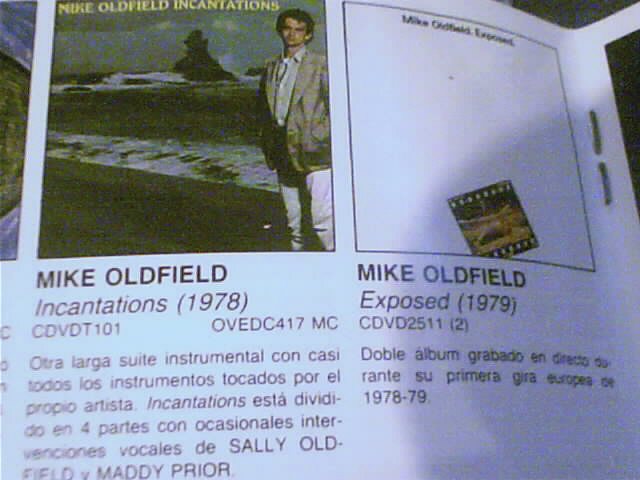 MIKE OLDFIELD INCANTATIONS
Mike Oldfield. Exposed.
MIKE OLDFIELD
Incantations (1978)
CDVDT101 OVEDC417 MC
Otra larga suite instrumental con casi
todos los instrumentos tocados por el
propio artista. Incantations está dividi-
do en 4 partes con ocasionales inter-
venciones vocales de SALLY OLD-
FIELD y MADDY PRIOR.
MIKE OLDFIELD
Exposed (1979)
CDVD2511 (2)
Doble álbum grabado en directo du-
rante su primera gira europea de
1978-79.